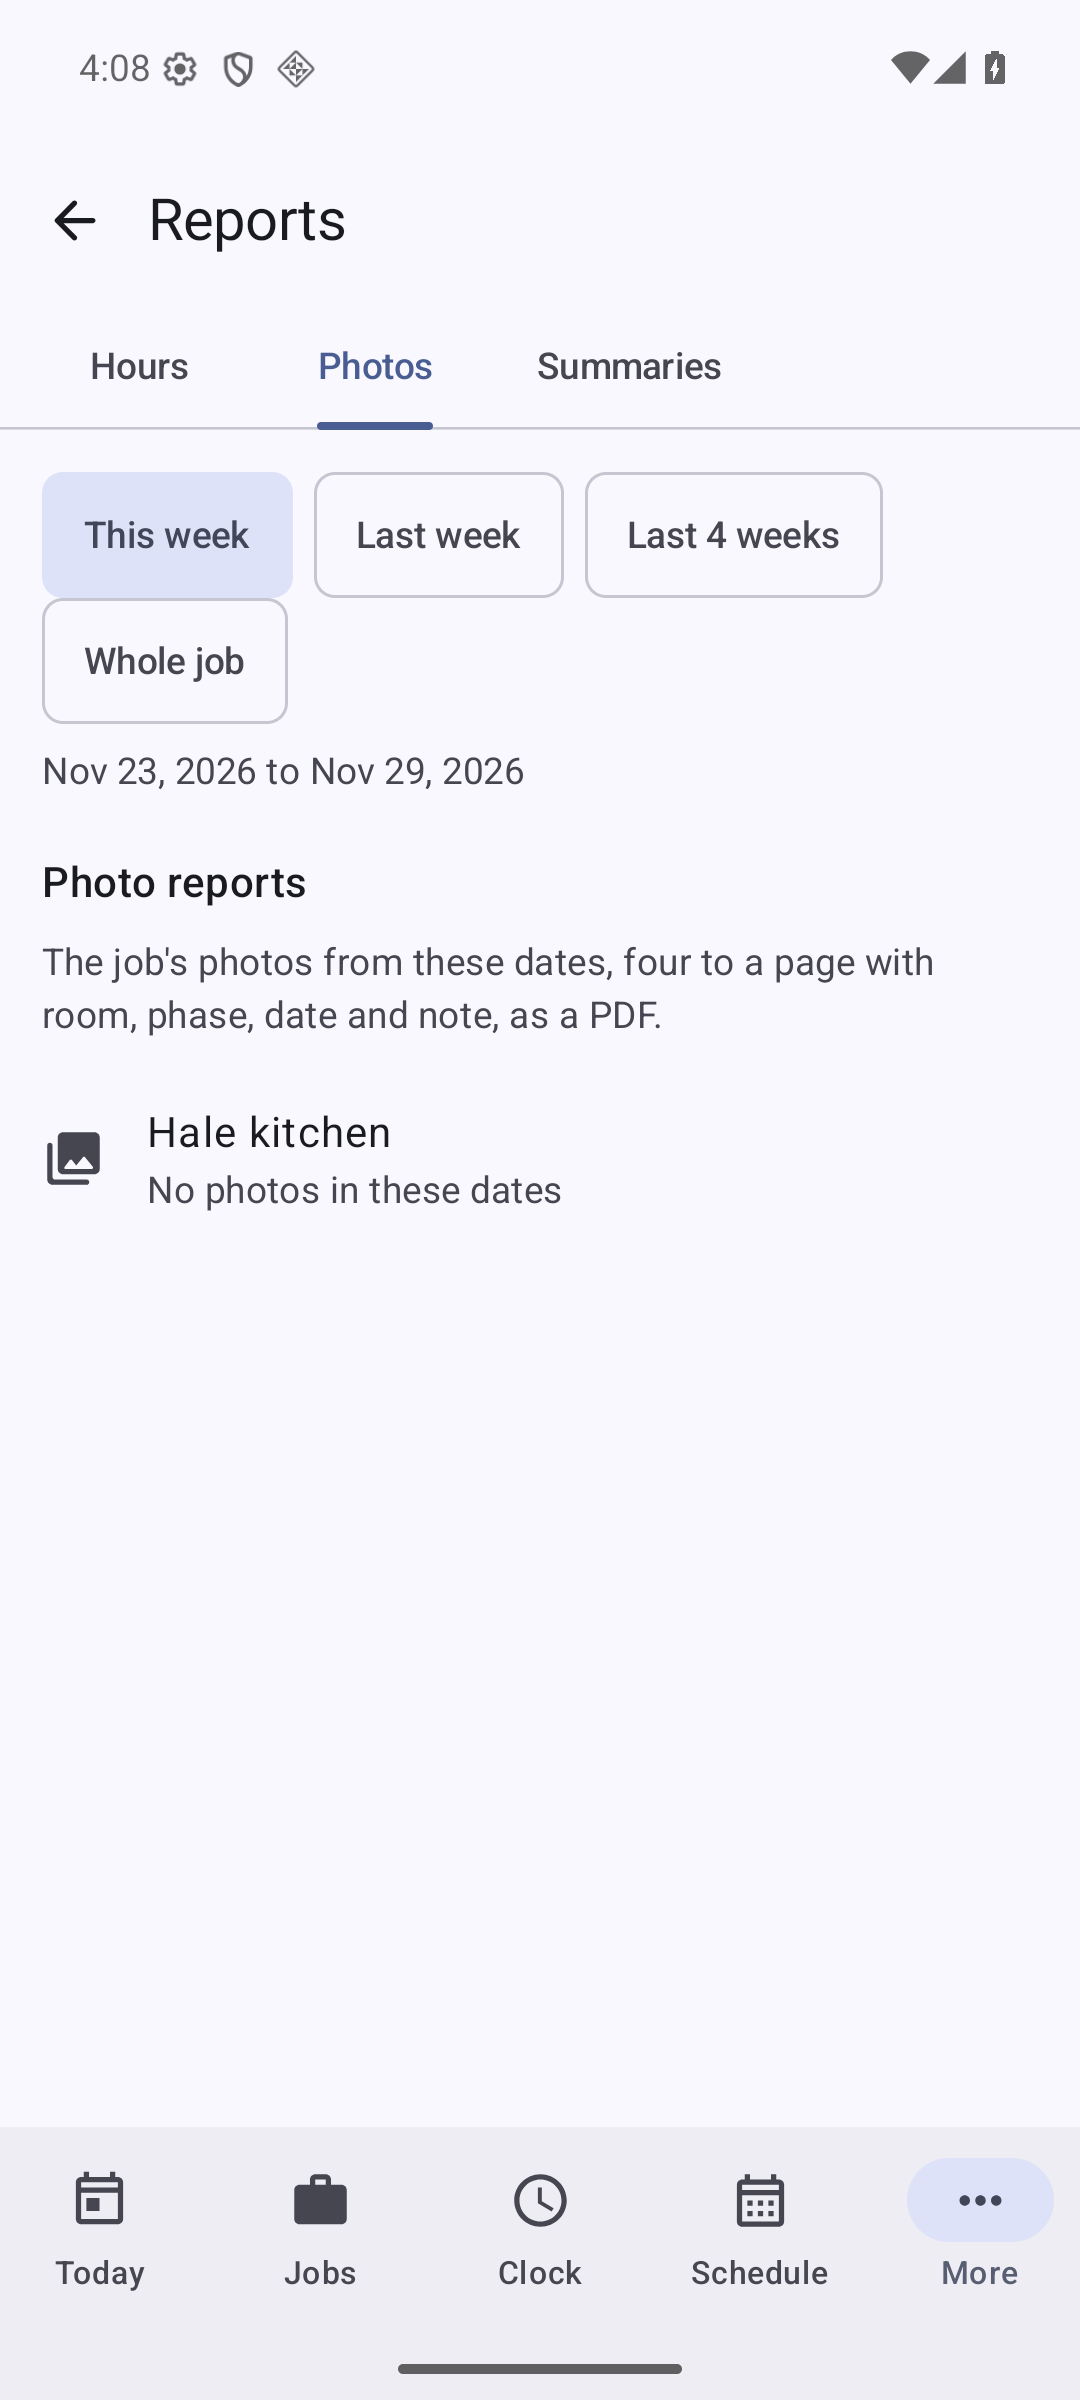 4:08
Reports
Hours Photos Summaries
This week Last week Last 4 weeks
Whole job
Nov 23, 2026 to Nov 29, 2026
Photo reports
The job's photos from these dates, four to a page with
room, phase, date and note, as a PDF.
Hale kitchen
No photos in these dates
Today Jobs Clock Schedule More